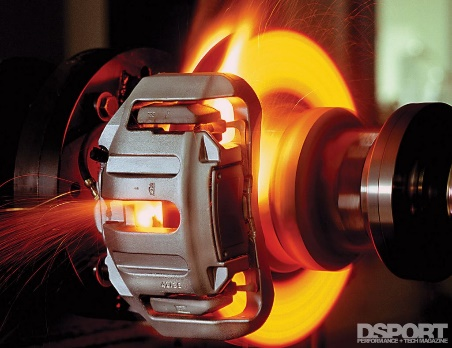 DSPORT
PERFORMANCE + TECH MAGAZINE